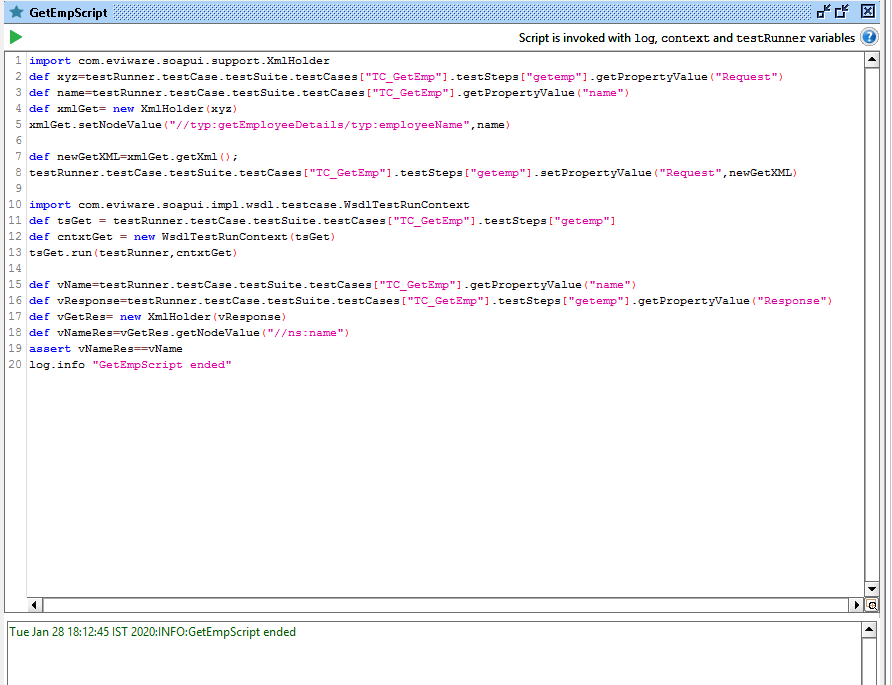 GetEmpScript
Script is invoked with log, context and testRunner variables
1 import com.eviware.soapui.support.XmlHolder
2 def xyz=testRunner.testCase.testSuite.testCases["TC_GetEmp"].testSteps["getemp"].getPropertyValue("Request")
3 def name=testRunner.testCase.testSuite.testCases["TC_GetEmp"].getPropertyValue("name")
4 def xmlGet= new XmlHolder(xyz)
5 xmlGet.setNodeValue("//typ:getEmployeeDetails/typ:employeeName",name)
6
7 def newGetXML=xmlGet.getXml();
8 testRunner.testCase.testSuite.testCases["TC_GetEmp"].testSteps["getemp"].setPropertyValue("Request",newGetXML)
9
10 import com.eviware.soapui.impl.wsdl.testcase.WsdlTestRunContext
11 def tsGet = testRunner.testCase.testSuite.testCases["TC_GetEmp"].testSteps["getemp"]
12 def cntxtGet = new WsdlTestRunContext(tsGet)
13 tsGet.run(testRunner,cntxtGet)
14
15 def vName=testRunner.testCase.testSuite.testCases["TC_GetEmp"].getPropertyValue("name")
16 def vResponse=testRunner.testCase.testSuite.testCases["TC_GetEmp"].testSteps["getemp"].getPropertyValue("Response")
17 def vGetRes= new XmlHolder(vResponse)
18 def vNameRes=vGetRes.getNodeValue("//ns:name")
19 assert vNameRes==vName
20 log.info "GetEmpScript ended"
Tue Jan 28 18:12:45 IST 2020:INFO:GetEmpScript ended